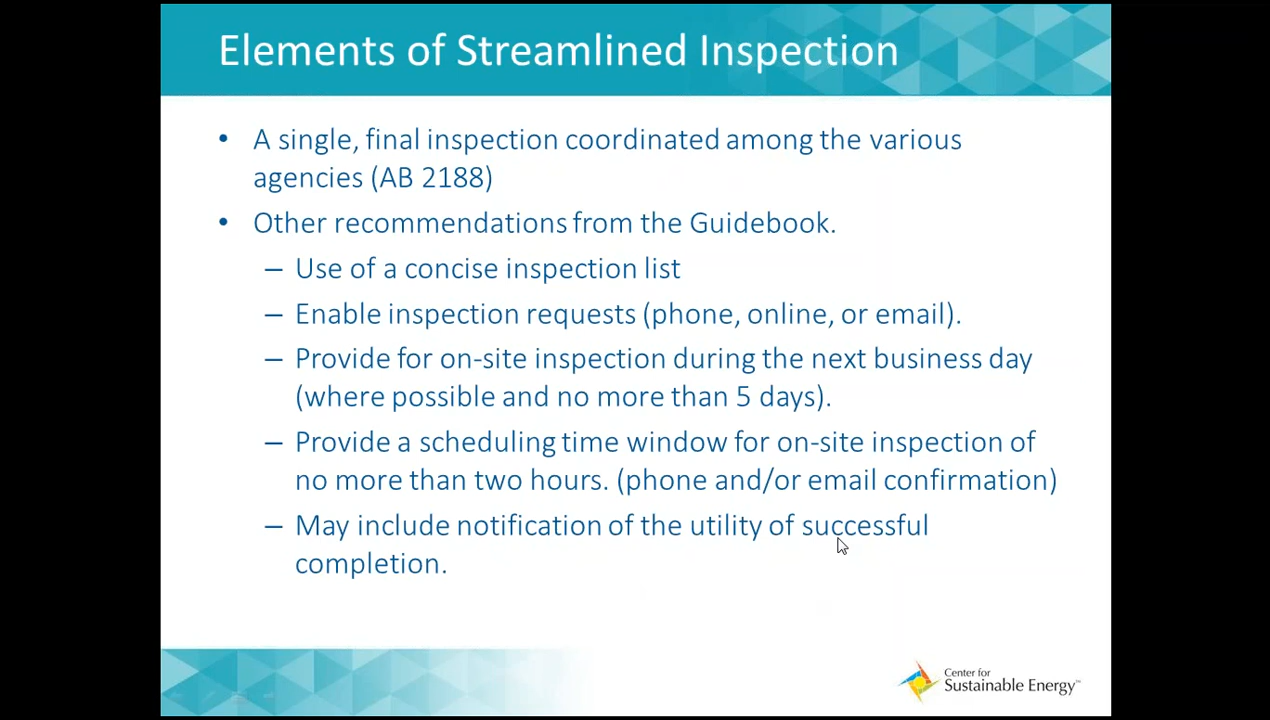 Elements of Streamlined Inspection
• A single, final inspection coordinated among the various
agencies (AB 2188)
• Other recommendations from the Guidebook.
– Use of a concise inspection list
– Enable inspection requests (phone, online, or email).
– Provide for on-site inspection during the next business day
(where possible and no more than 5 days).
– Provide a scheduling time window for on-site inspection of
no more than two hours. (phone and/or email confirmation)
– May include notification of the utility of successful
completion.
Center for
Sustainable Energy™